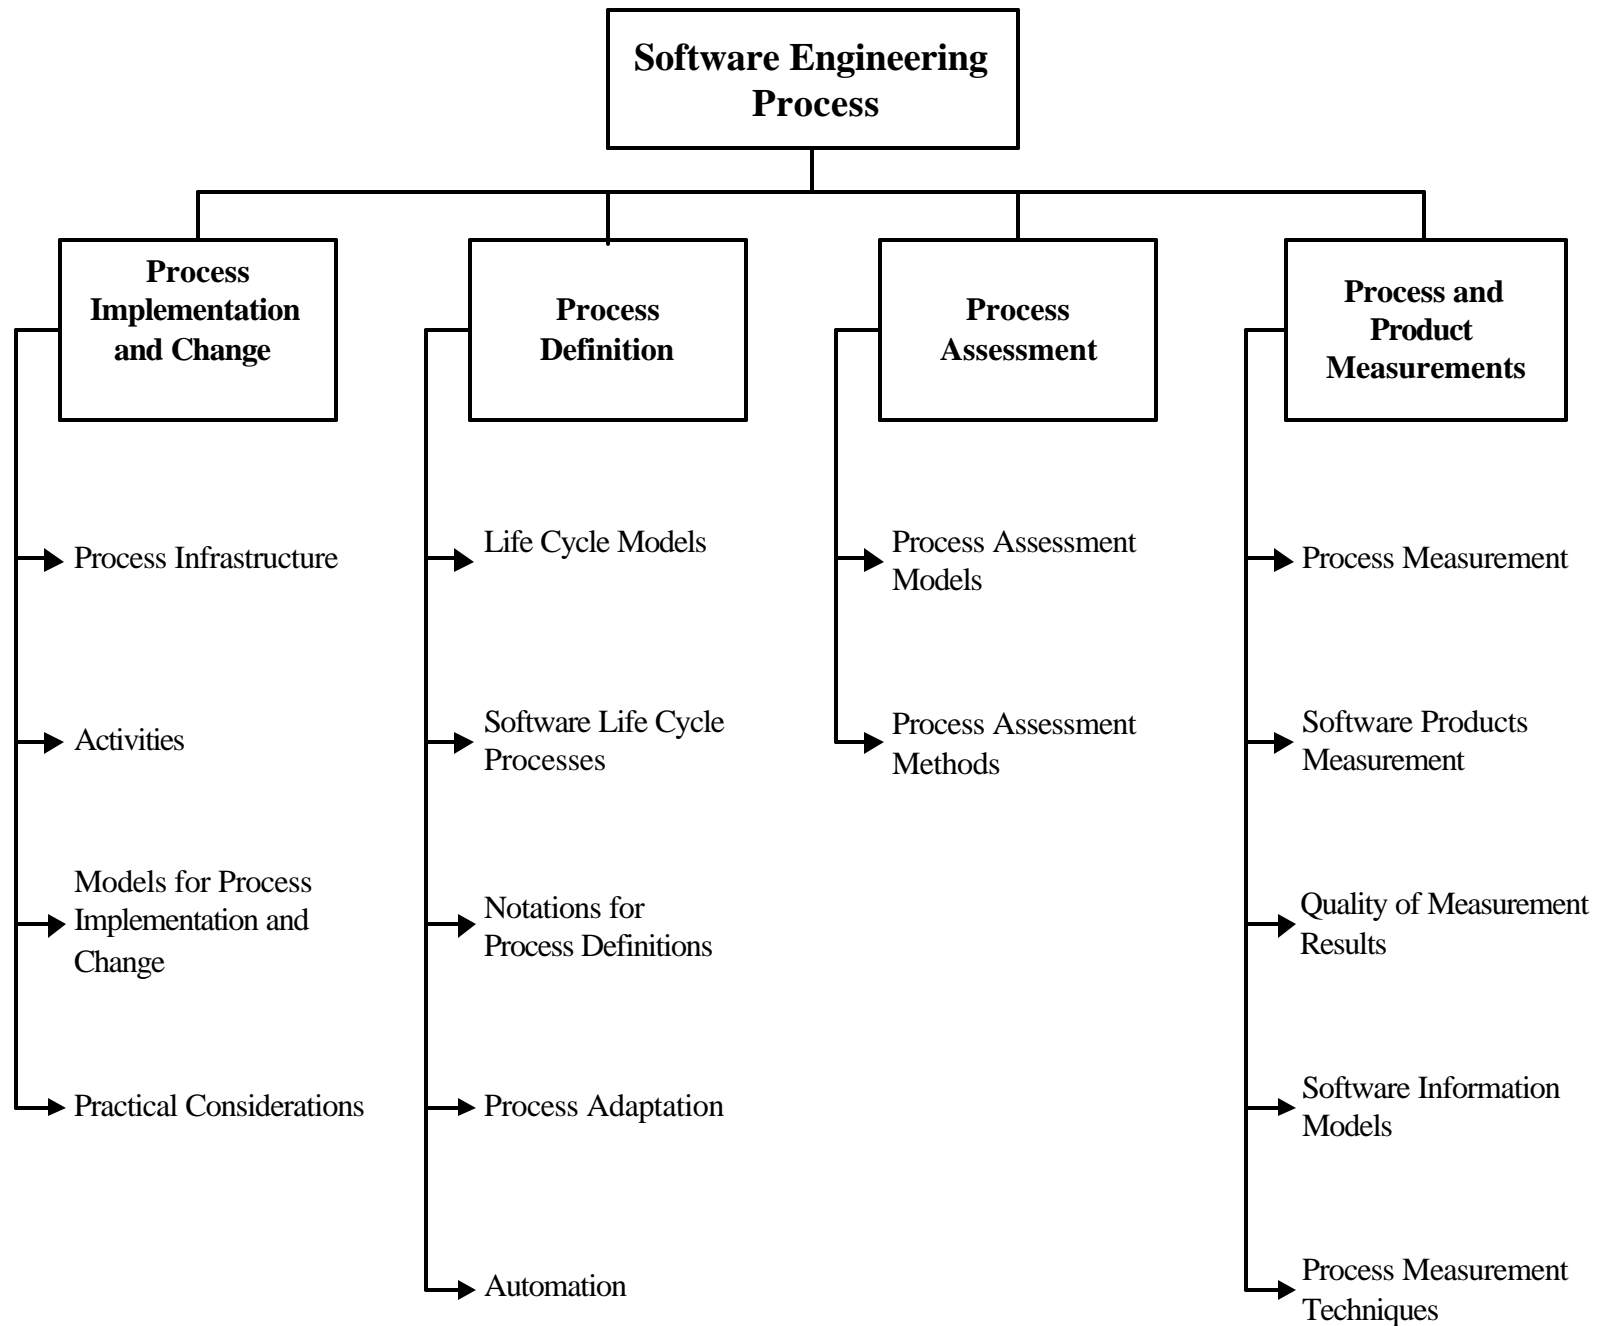 Software Engineering
Process
Process
Implementation
and Change
Process
Definition
Process
Assessment
Process and
Product
Measurements
Process Infrastructure
Activities
Models for Process
Implementation and
Change
Practical Considerations
Life Cycle Models
Software Life Cycle
Processes
Notations for
Process Definitions
Process Adaptation
Automation
Process Assessment
Models
Process Assessment
Methods
Process Measurement
Software Products
Measurement
Quality of Measurement
Results
Software Information
Models
Process Measurement
Techniques